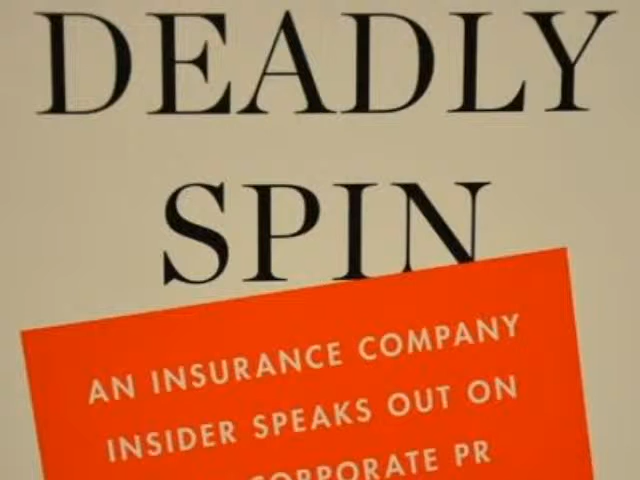 DEADLY
SPIN
AN INSURANCE COMPANY
INSIDER SPEAKS OUT ON
CORPORATE PR